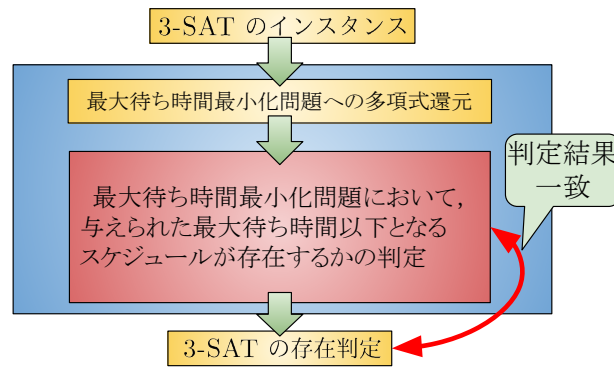 3-SAT のインスタンス
最大待ち時間最小化問題への多項式還元
判定結果
一致
最大待ち時間最小化問題において,
与えられた最大待ち時間以下となる
スケジュールが存在するかの判定
3-SAT の存在判定